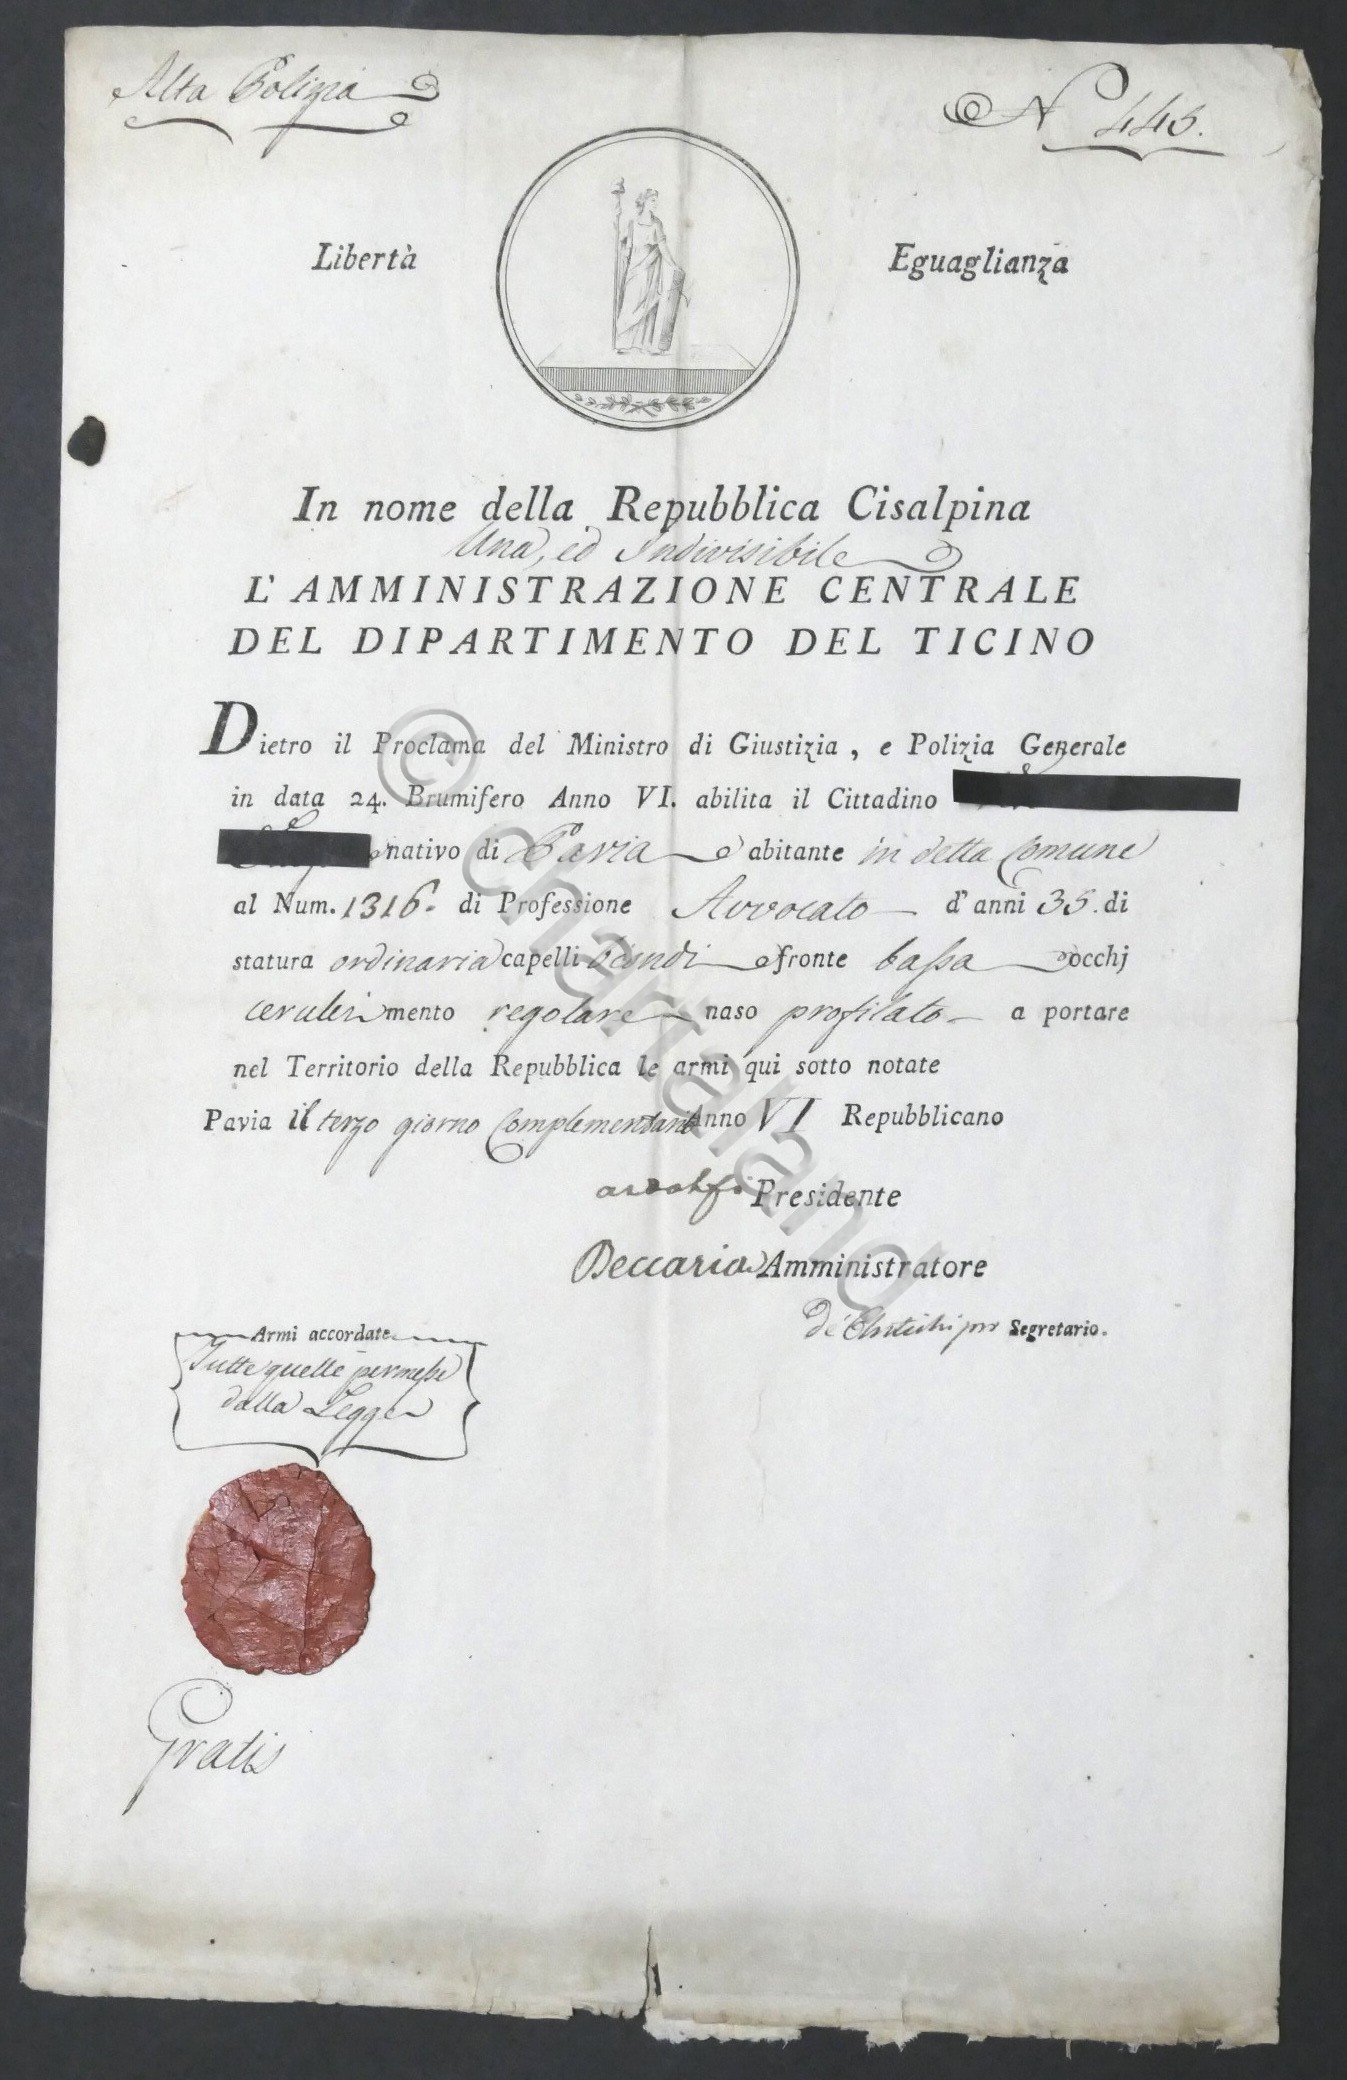 Alta Polizia
N 443.
Libertà
Eguaglianza
In nome della Repubblica Cisalpina
Una, ed Indivisibile
L' AMMINISTRAZIONE CENTRALE
DEL DIPARTIMENTO DEL TICINO
Dietro il Proclama del Ministro di Giustizia, e Polizia Generale
in data 24. Brumifero Anno VI. abilita il Cittadino
nativo di Pavia abitante in detta Comune
al Num. 1316. di Professione Avvocato d'anni 35. di
statura ordinaria capelli biondi fronte bassa occhj
cerulei mento regolare naso profilato a portare
nel Territorio della Repubblica le armi qui sotto notate
Pavia il terzo giorno Complementario Anno VI Repubblicano
Presidente
Beccaria Amministratore
Segretario.
Armi accordate
Tutte quelle permesse
dalla Legge
Gratis
© chartaland